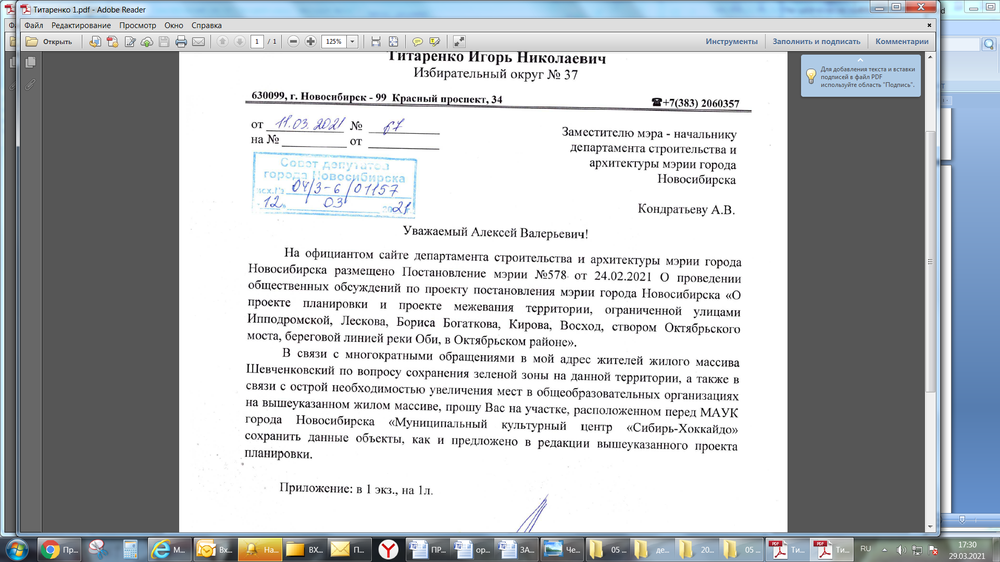 Титаренко 1.pdf - Adobe Reader
Файл Редактирование Просмотр Окно Справка
Открыть 1 / 1 125% Инструменты Заполнить и подписать Комментарии
Для добавления текста и вставки
подписей в файл PDF
используйте область "Подпись".
Титаренко Игорь Николаевич
Избирательный округ № 37
630099, г. Новосибирск - 99 Красный проспект, 34 ☎+7(383) 2060357
от 11.03.2021 № 67
на № от
Совет депутатов
города Новосибирска
исх.№ 04/3-6/01157
"12" 03 2021 г.
Заместителю мэра - начальнику
департамента строительства и
архитектуры мэрии города
Новосибирска
Кондратьеву А.В.
Уважаемый Алексей Валерьевич!
На официантом сайте департамента строительства и архитектуры мэрии города
Новосибирска размещено Постановление мэрии №578 от 24.02.2021 О проведении
общественных обсуждений по проекту постановления мэрии города Новосибирска «О
проекте планировки и проекте межевания территории, ограниченной улицами
Ипподромской, Лескова, Бориса Богаткова, Кирова, Восход, створом Октябрьского
моста, береговой линией реки Оби, в Октябрьском районе».
В связи с многократными обращениями в мой адрес жителей жилого массива
Шевченковский по вопросу сохранения зеленой зоны на данной территории, а также в
связи с острой необходимостью увеличения мест в общеобразовательных организациях
на вышеуказанном жилом массиве, прошу Вас на участке, расположенном перед МАУК
города Новосибирска «Муниципальный культурный центр «Сибирь-Хоккайдо»
сохранить данные объекты, как и предложено в редакции вышеуказанного проекта
планировки.
Приложение: в 1 экз., на 1л.
Пр... М... Вх... На... ВХ... П... ПР... ор... ЗА... Че... 05 ... де... 20... 05 ... Ти... Ти... RU 17:30
29.03.2021